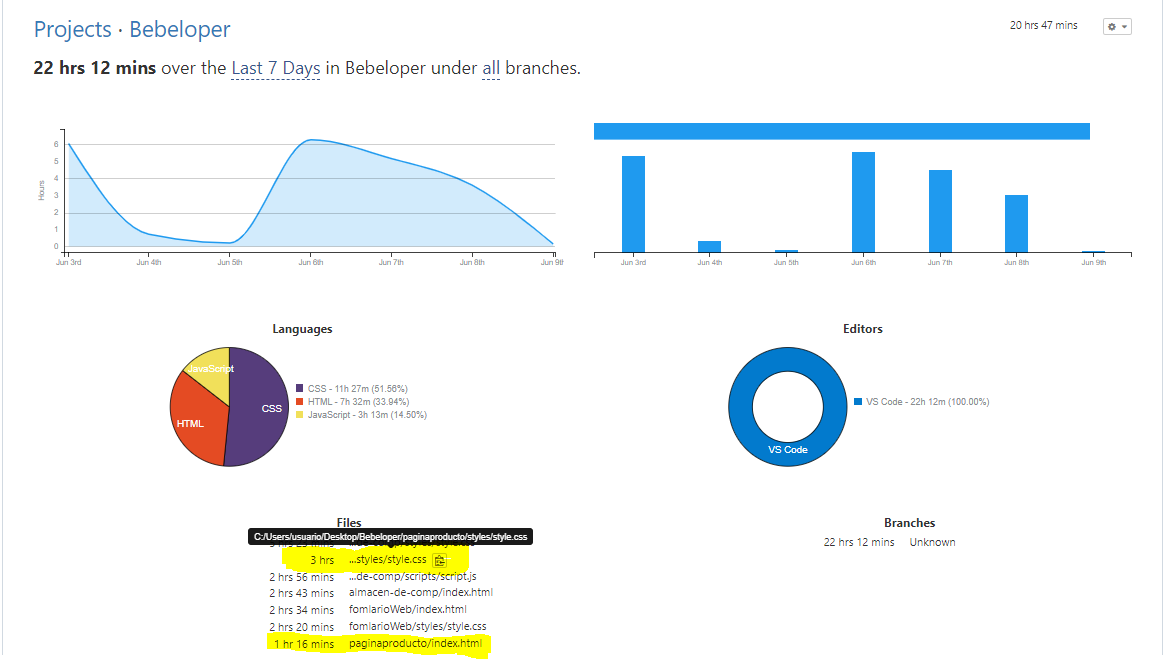 Projects · Bebeloper
20 hrs 47 mins
22 hrs 12 mins over the Last 7 Days in Bebeloper under all branches.
Hours
6
5
4
3
2
1
0
Jun 3rd Jun 4th Jun 5th Jun 6th Jun 7th Jun 8th Jun 9th
Jun 3rd Jun 4th Jun 5th Jun 6th Jun 7th Jun 8th Jun 9th
Languages
JavaScript
CSS
HTML
CSS - 11h 27m (51.56%)
HTML - 7h 32m (33.94%)
JavaScript - 3h 13m (14.50%)
Editors
VS Code
VS Code - 22h 12m (100.00%)
Files
C:/Users/usuario/Desktop/Bebeloper/paginaproducto/styles/style.css
3 hrs ...styles/style.css
2 hrs 56 mins ...de-comp/scripts/script.js
2 hrs 43 mins almacen-de-comp/index.html
2 hrs 34 mins fomlarioWeb/index.html
2 hrs 20 mins fomlarioWeb/styles/style.css
1 hr 16 mins paginaproducto/index.html
Branches
22 hrs 12 mins Unknown